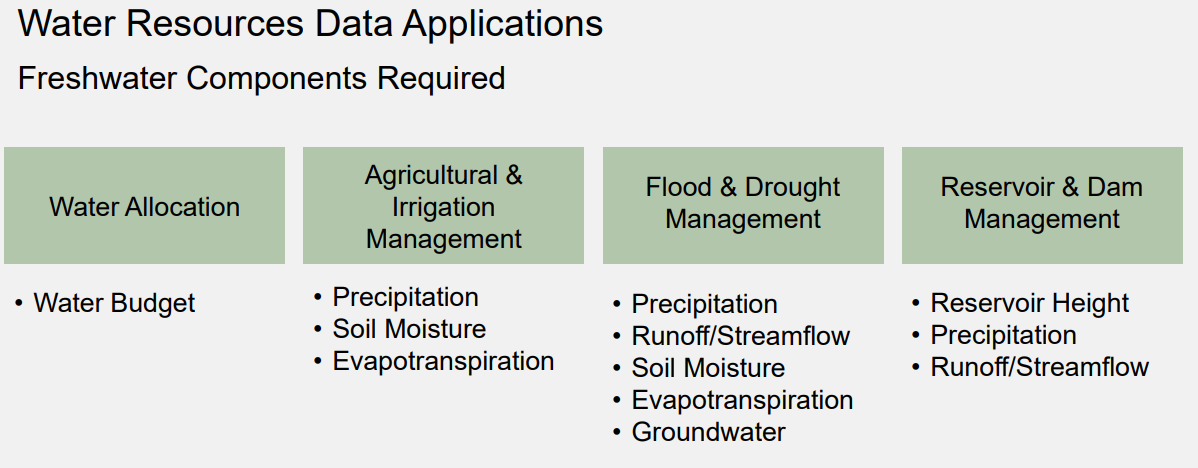 Water Resources Data Applications
Freshwater Components Required
Water Allocation
• Water Budget
Agricultural &
Irrigation
Management
• Precipitation
• Soil Moisture
• Evapotranspiration
Flood & Drought
Management
• Precipitation
• Runoff/Streamflow
• Soil Moisture
• Evapotranspiration
• Groundwater
Reservoir & Dam
Management
• Reservoir Height
• Precipitation
• Runoff/Streamflow